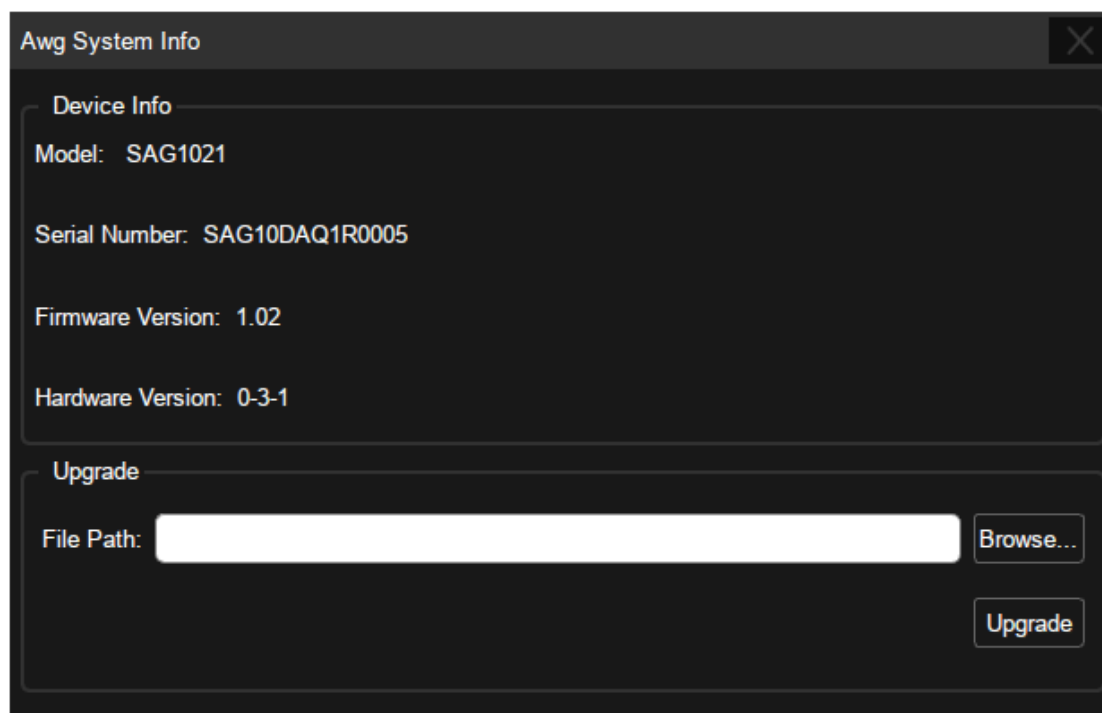 Awg System Info
Device Info
Model: SAG1021
Serial Number: SAG10DAQ1R0005
Firmware Version: 1.02
Hardware Version: 0-3-1
Upgrade
File Path: Browse...
Upgrade